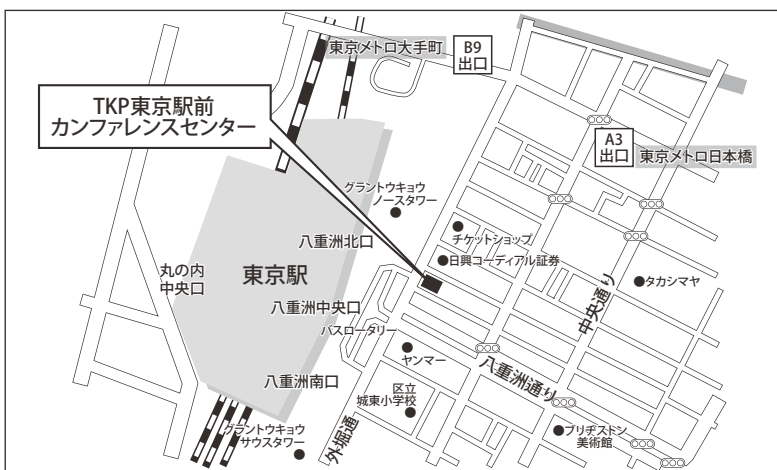 東京メトロ大手町
B9
出口
TKP東京駅前
カンファレンスセンター
A3
出口
東京メトロ日本橋
グラントウキョウ
ノースタワー
八重洲北口
チケットショップ
日興コーディアル証券
丸の内
中央口
東京駅
タカシマヤ
中央通り
八重洲中央口
バスロータリー
ヤンマー
八重洲通り
八重洲南口
区立
城東小学校
外堀通
グラントウキョウ
サウスタワー
ブリヂストン
美術館